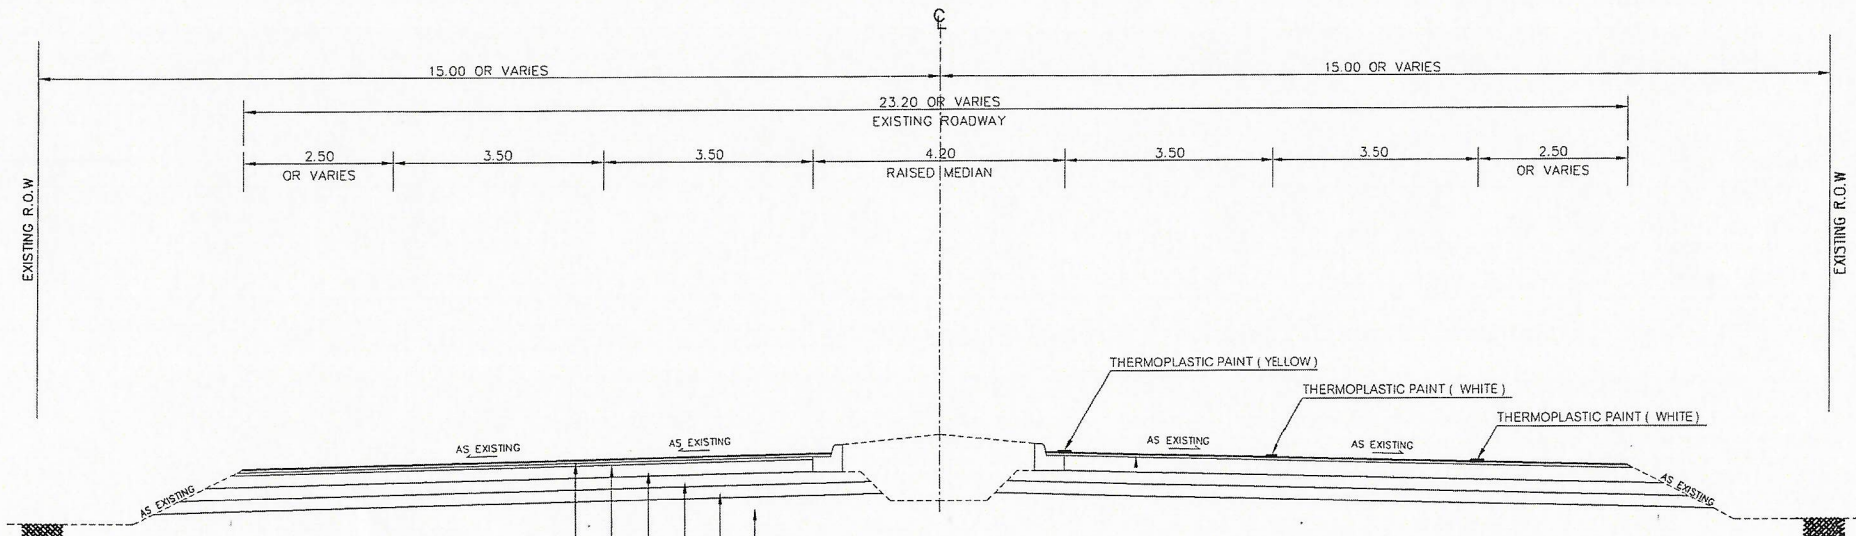 ℄
15.00 OR VARIES
15.00 OR VARIES
23.20 OR VARIES
EXISTING ROADWAY
2.50
OR VARIES
3.50
3.50
4.20
RAISED MEDIAN
3.50
3.50
2.50
OR VARIES
EXISTING R.O.W
EXISTING R.O.W
THERMOPLASTIC PAINT ( YELLOW )
THERMOPLASTIC PAINT ( WHITE )
THERMOPLASTIC PAINT ( WHITE )
AS EXISTING
AS EXISTING
AS EXISTING
AS EXISTING
AS EXISTING
AS EXISTING